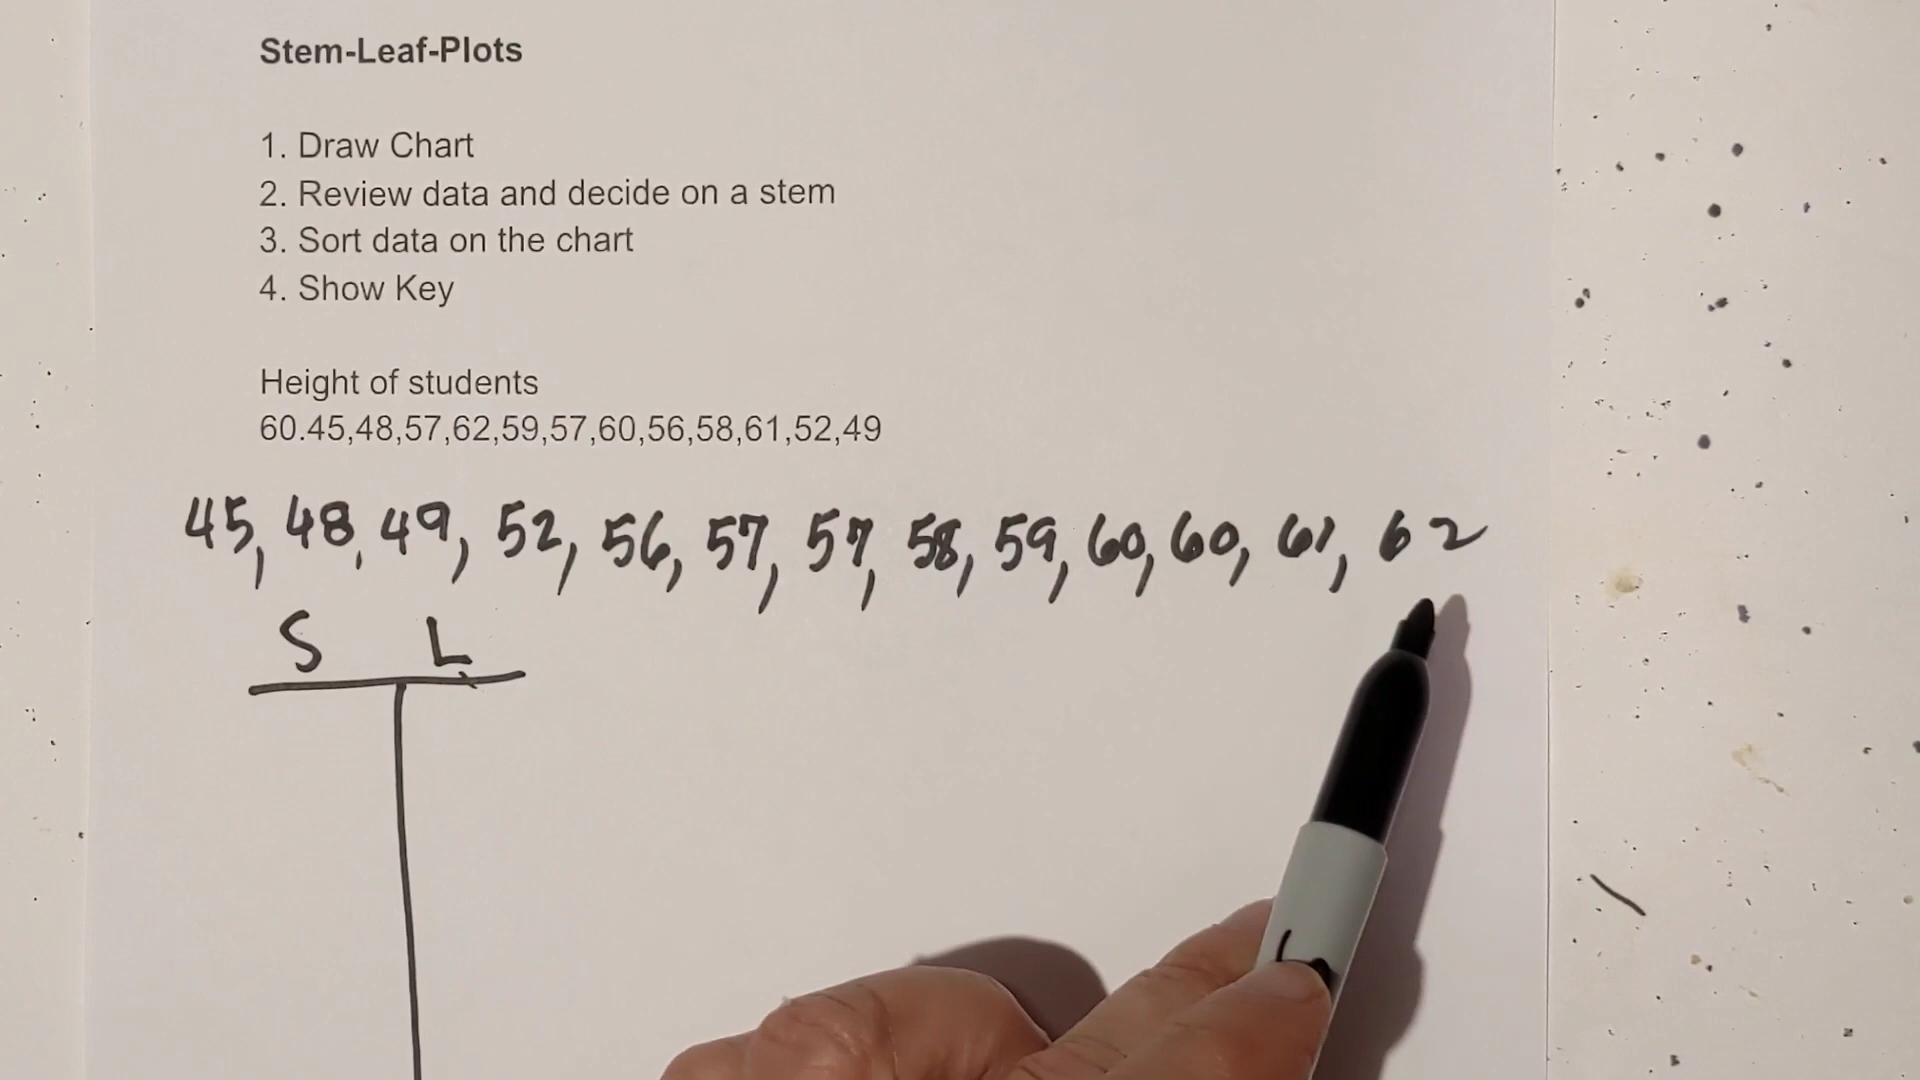 Stem-Leaf-Plots
1. Draw Chart
2. Review data and decide on a stem
3. Sort data on the chart
4. Show Key
Height of students
60.45,48,57,62,59,57,60,56,58,61,52,49
45, 48, 49, 52, 56, 57, 57, 58, 59, 60, 60, 61, 62
S L